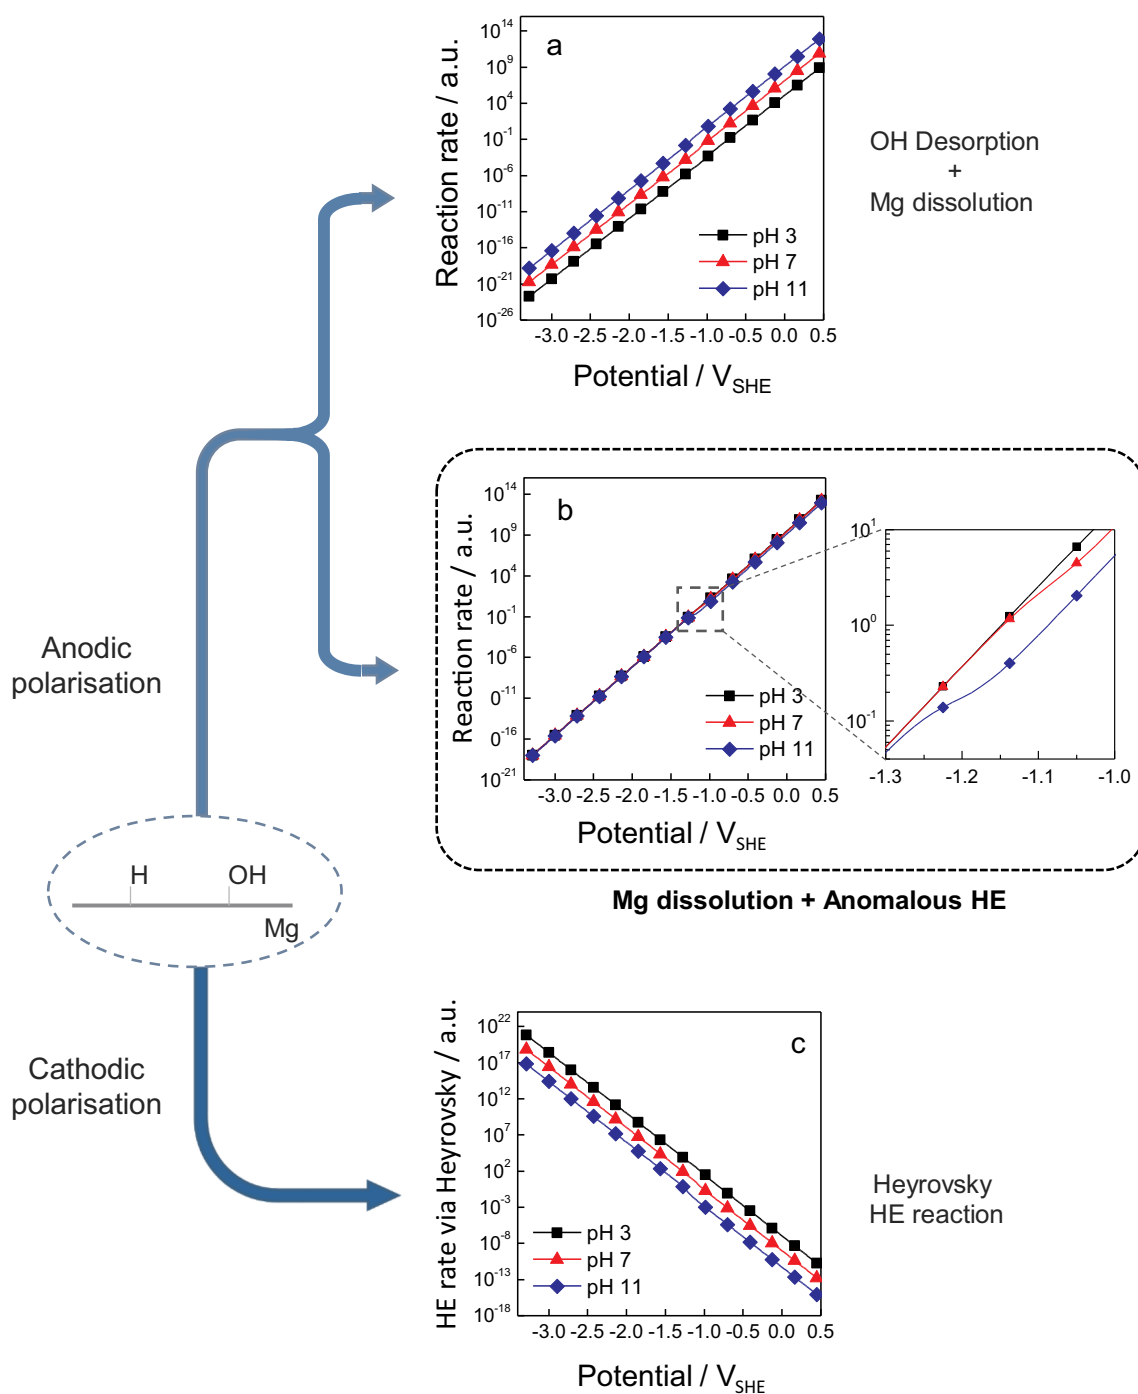 a
Reaction rate / a.u.
10^14
10^9
10^4
10^-1
10^-6
10^-11
10^-16
10^-21
10^-26
pH 3
pH 7
pH 11
-3.0 -2.5 -2.0 -1.5 -1.0 -0.5 0.0 0.5
Potential / V_SHE
OH Desorption
+
Mg dissolution
b
Reaction rate / a.u.
10^14
10^9
10^4
10^-1
10^-6
10^-11
0^-16
10^-21
pH 3
pH 7
pH 11
-3.0 -2.5 -2.0 -1.5 -1.0 -0.5 0.0 0.5
Potential / V_SHE
10^1
10^0
10^-1
-1.3 -1.2 -1.1 -1.0
Mg dissolution + Anomalous HE
Anodic
polarisation
H OH
Mg
Cathodic
polarisation
c
HE rate via Heyrovsky / a.u.
10^22
10^17
10^12
10^7
10^2
10^-3
10^-8
10^-13
10^-18
pH 3
pH 7
pH 11
-3.0 -2.5 -2.0 -1.5 -1.0 -0.5 0.0 0.5
Potential / V_SHE
Heyrovsky
HE reaction